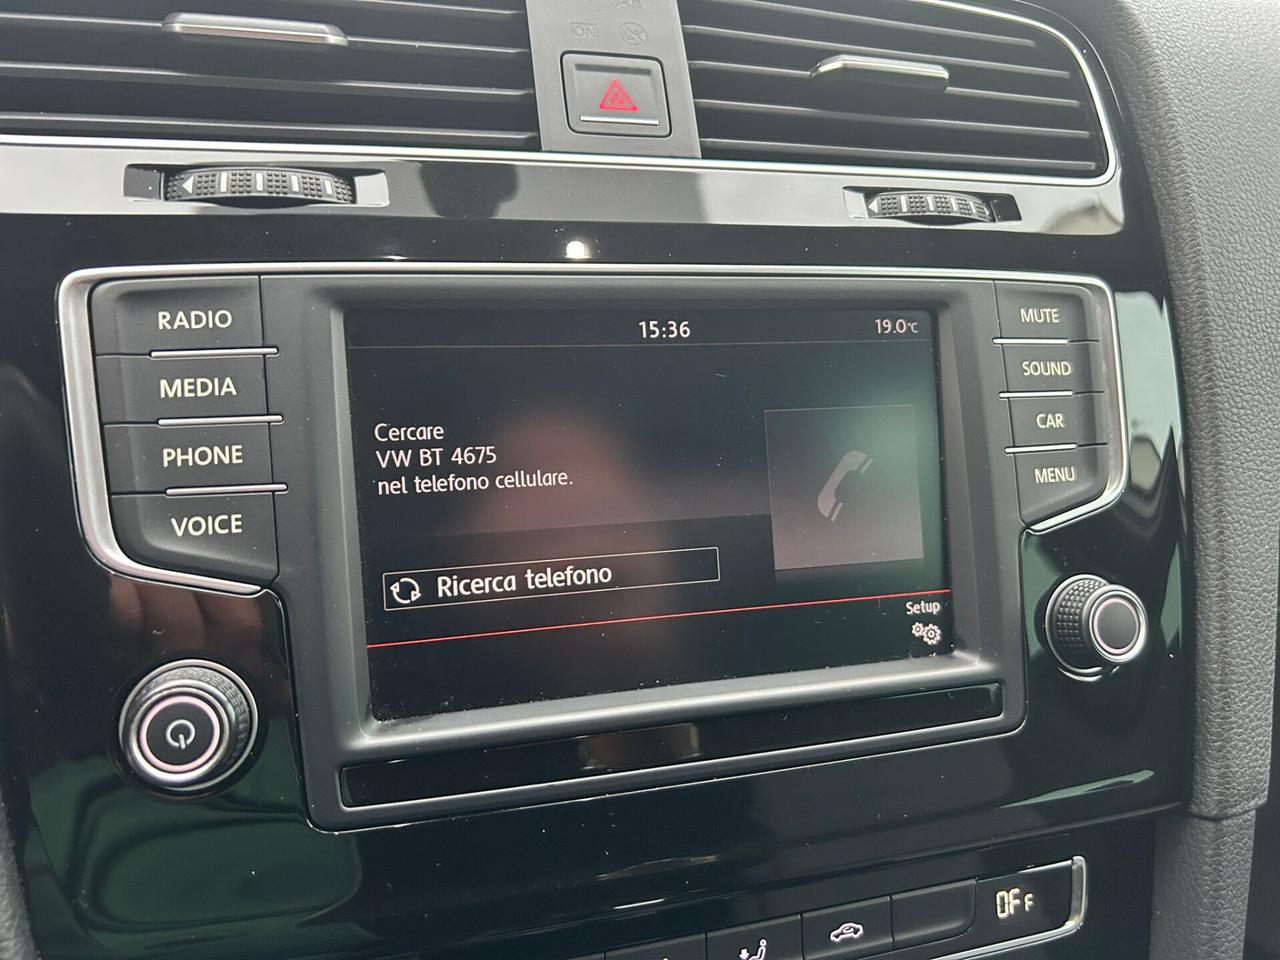 ON
RADIO
MEDIA
PHONE
VOICE
15:36
19.0°C
Cercare
VW BT 4675
nel telefono cellulare.
Ricerca telefono
Setup
MUTE
SOUND
CAR
MENU
OFF